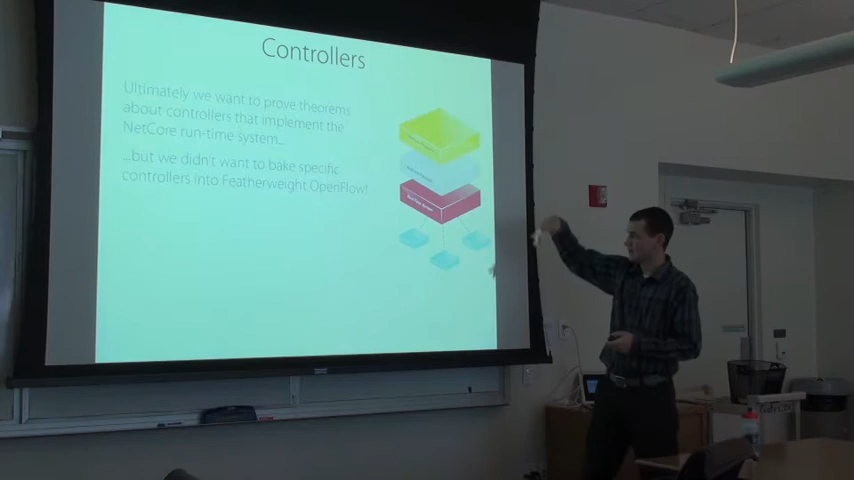 Controllers
Ultimately we want to prove theorems
about controllers that implement the
NetCore run-time system...
...but we didn't want to bake specific
controllers into Featherweight OpenFlow!